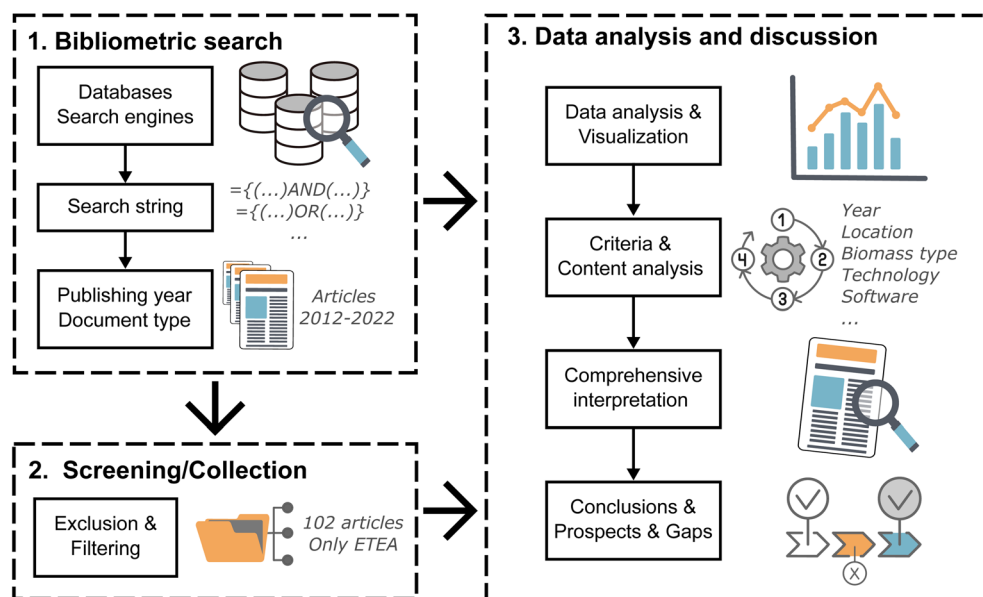 1. Bibliometric search
Databases
Search engines
Search string
={(...)AND(...)}
={(...)OR(...)}
...
Publishing year
Document type
Articles
2012-2022
2. Screening/Collection
Exclusion &
Filtering
102 articles
Only ETEA
3. Data analysis and discussion
Data analysis &
Visualization
Criteria &
Content analysis
1
2
3
4
Year
Location
Biomass type
Technology
Software
...
Comprehensive
interpretation
Conclusions &
Prospects & Gaps
X